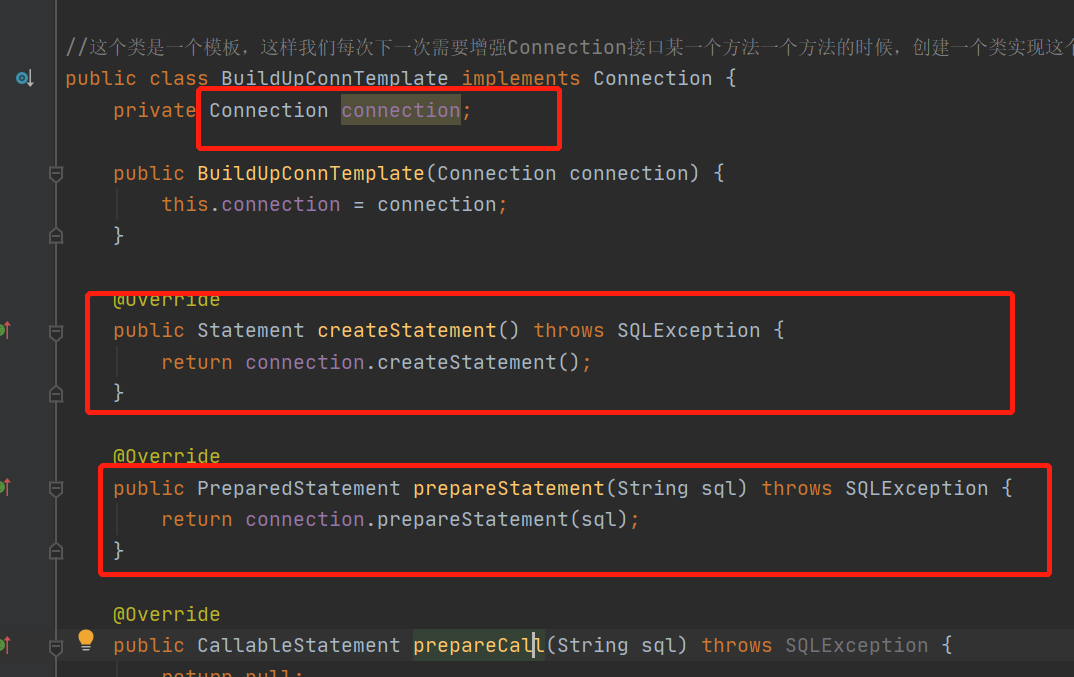 //这个类是一个模板，这样我们每次下一次需要增强Connection接口某一个方法一个方法的时候，创建一个类实现这个
public class BuildUpConnTemplate implements Connection {
private Connection connection;
public BuildUpConnTemplate(Connection connection) {
this.connection = connection;
}
@Override
public Statement createStatement() throws SQLException {
return connection.createStatement();
}
@Override
public PreparedStatement prepareStatement(String sql) throws SQLException {
return connection.prepareStatement(sql);
}
@Override
public CallableStatement prepareCall(String sql) throws SQLException {
return null;